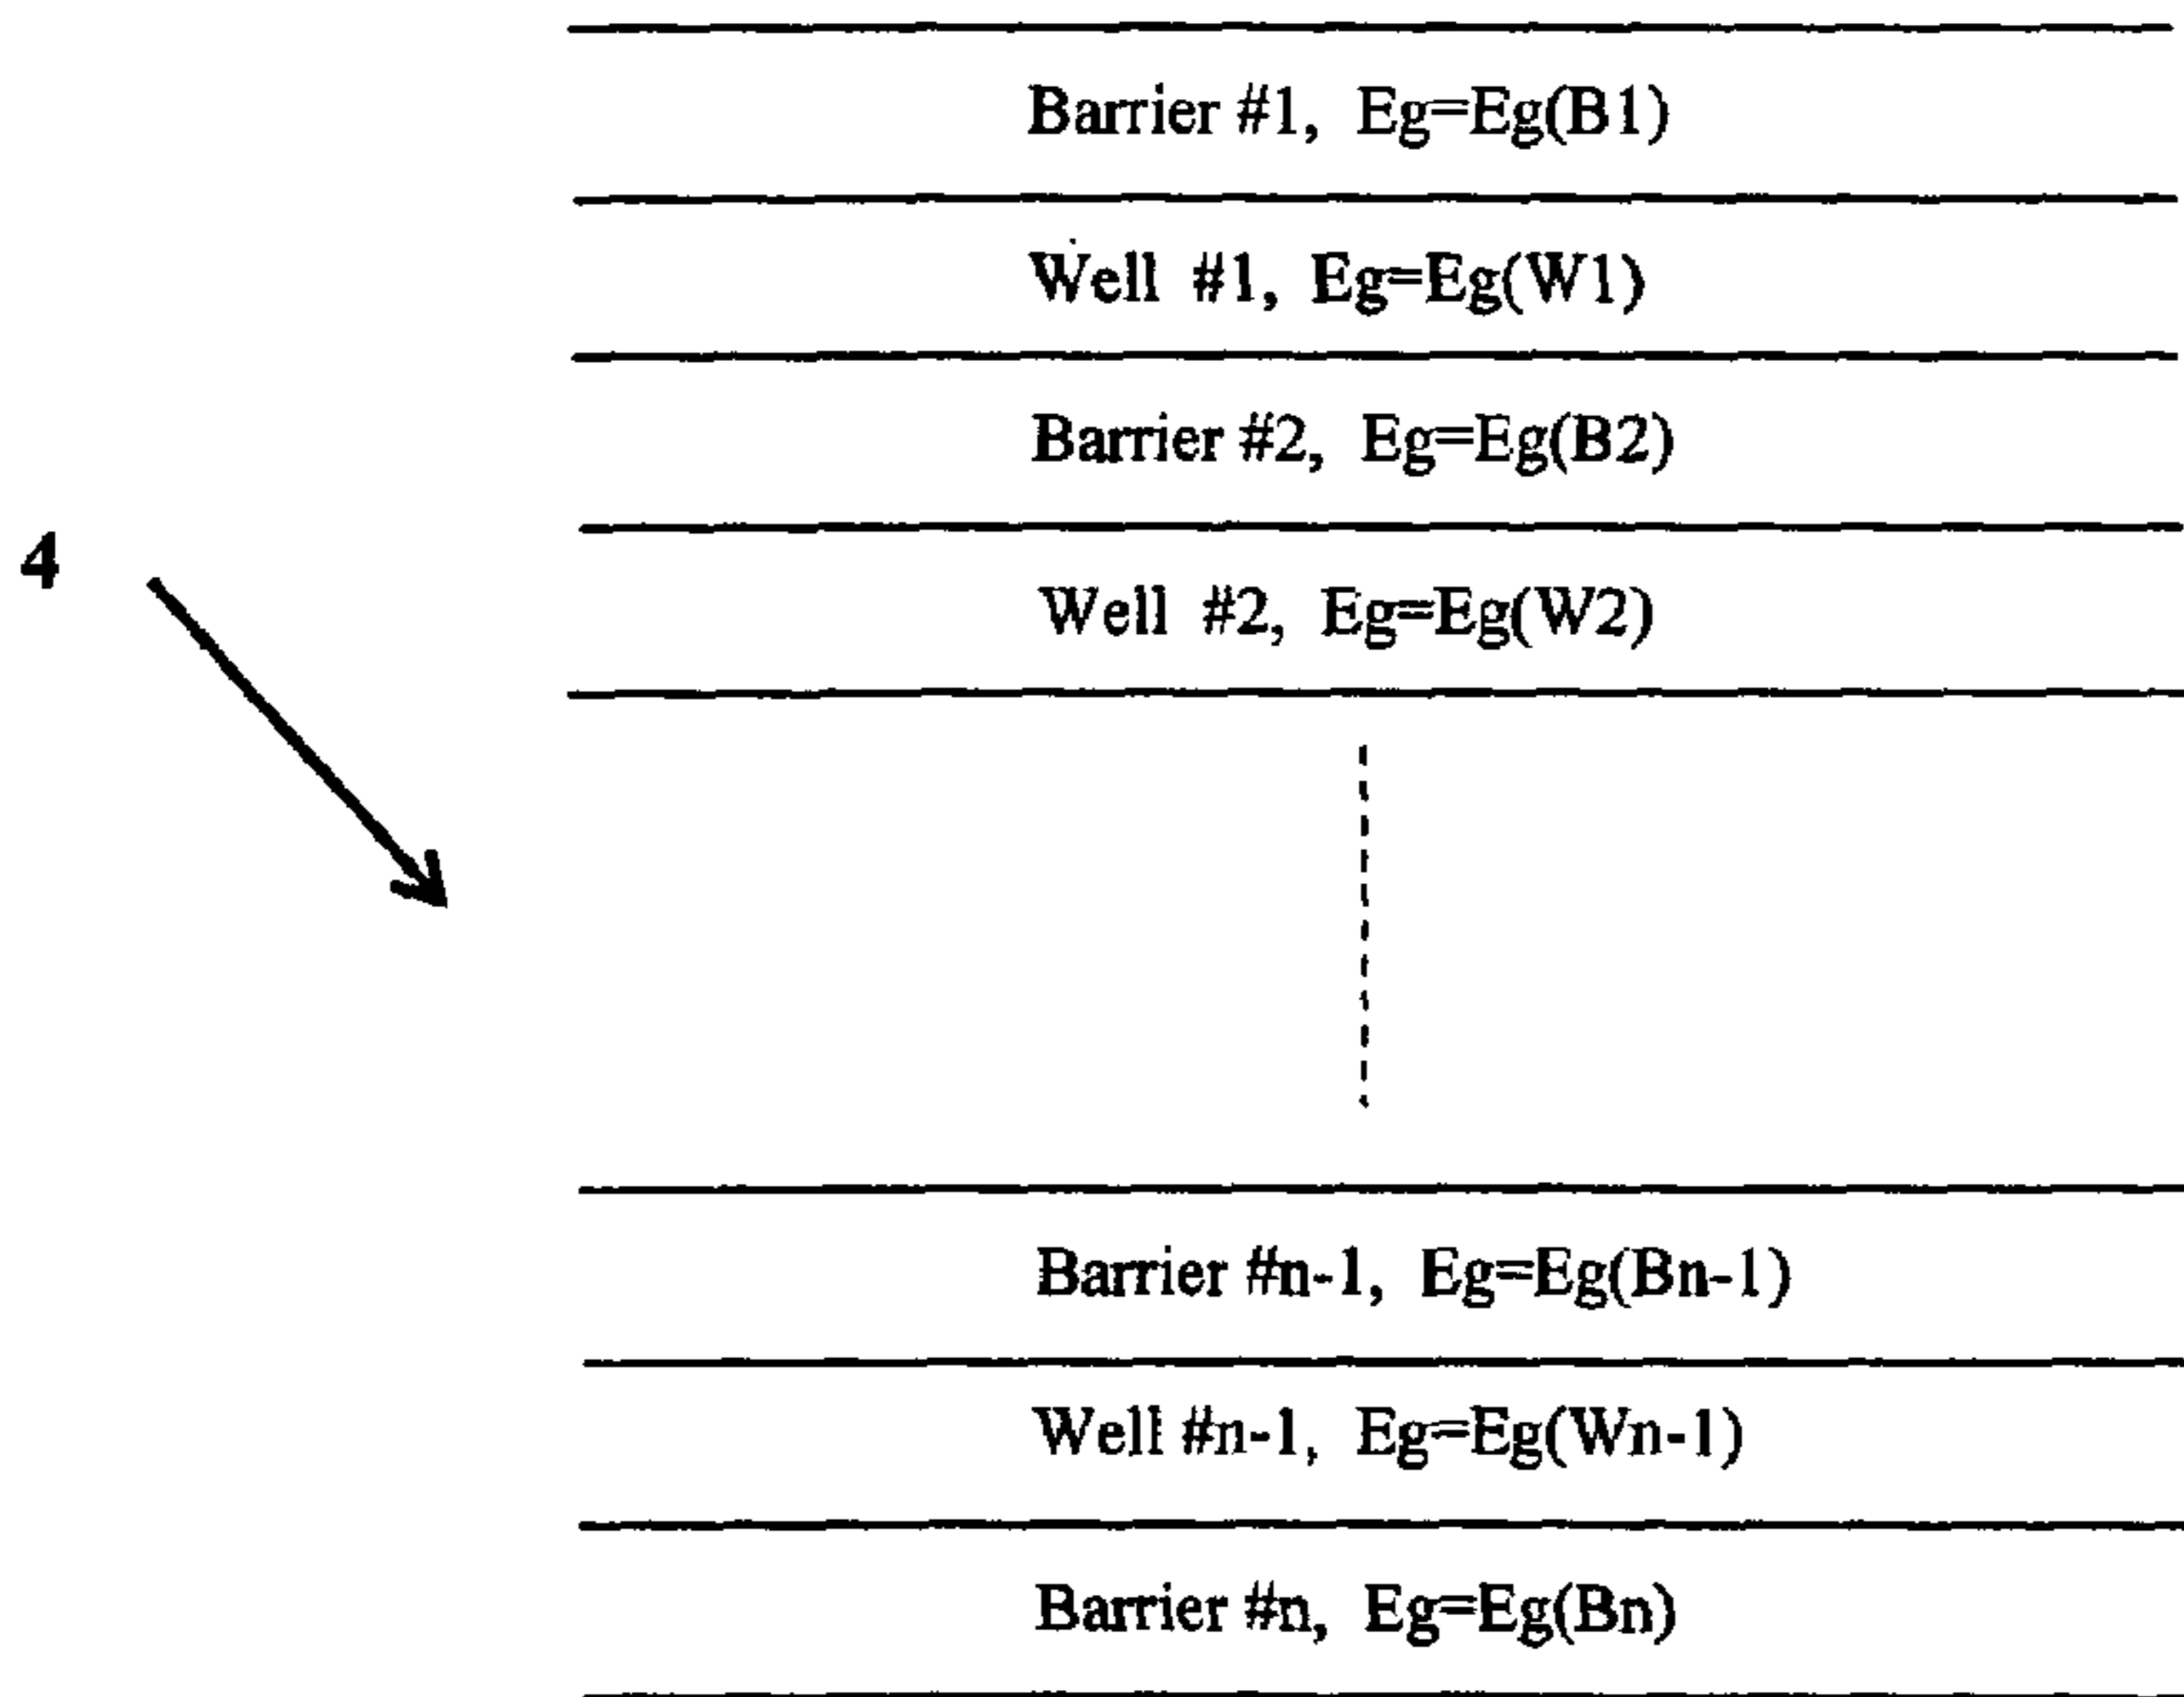 Barrier #1, Eg=Eg(B1)
Well #1, Eg=Eg(W1)
Barrier #2, Eg=Eg(B2)
4
Well #2, Eg=Eg(W2)
Barrier #n-1, Eg=Eg(Bn-1)
Well #n-1, Eg=Eg(Wn-1)
Barrier #n, Eg=Eg(Bn)